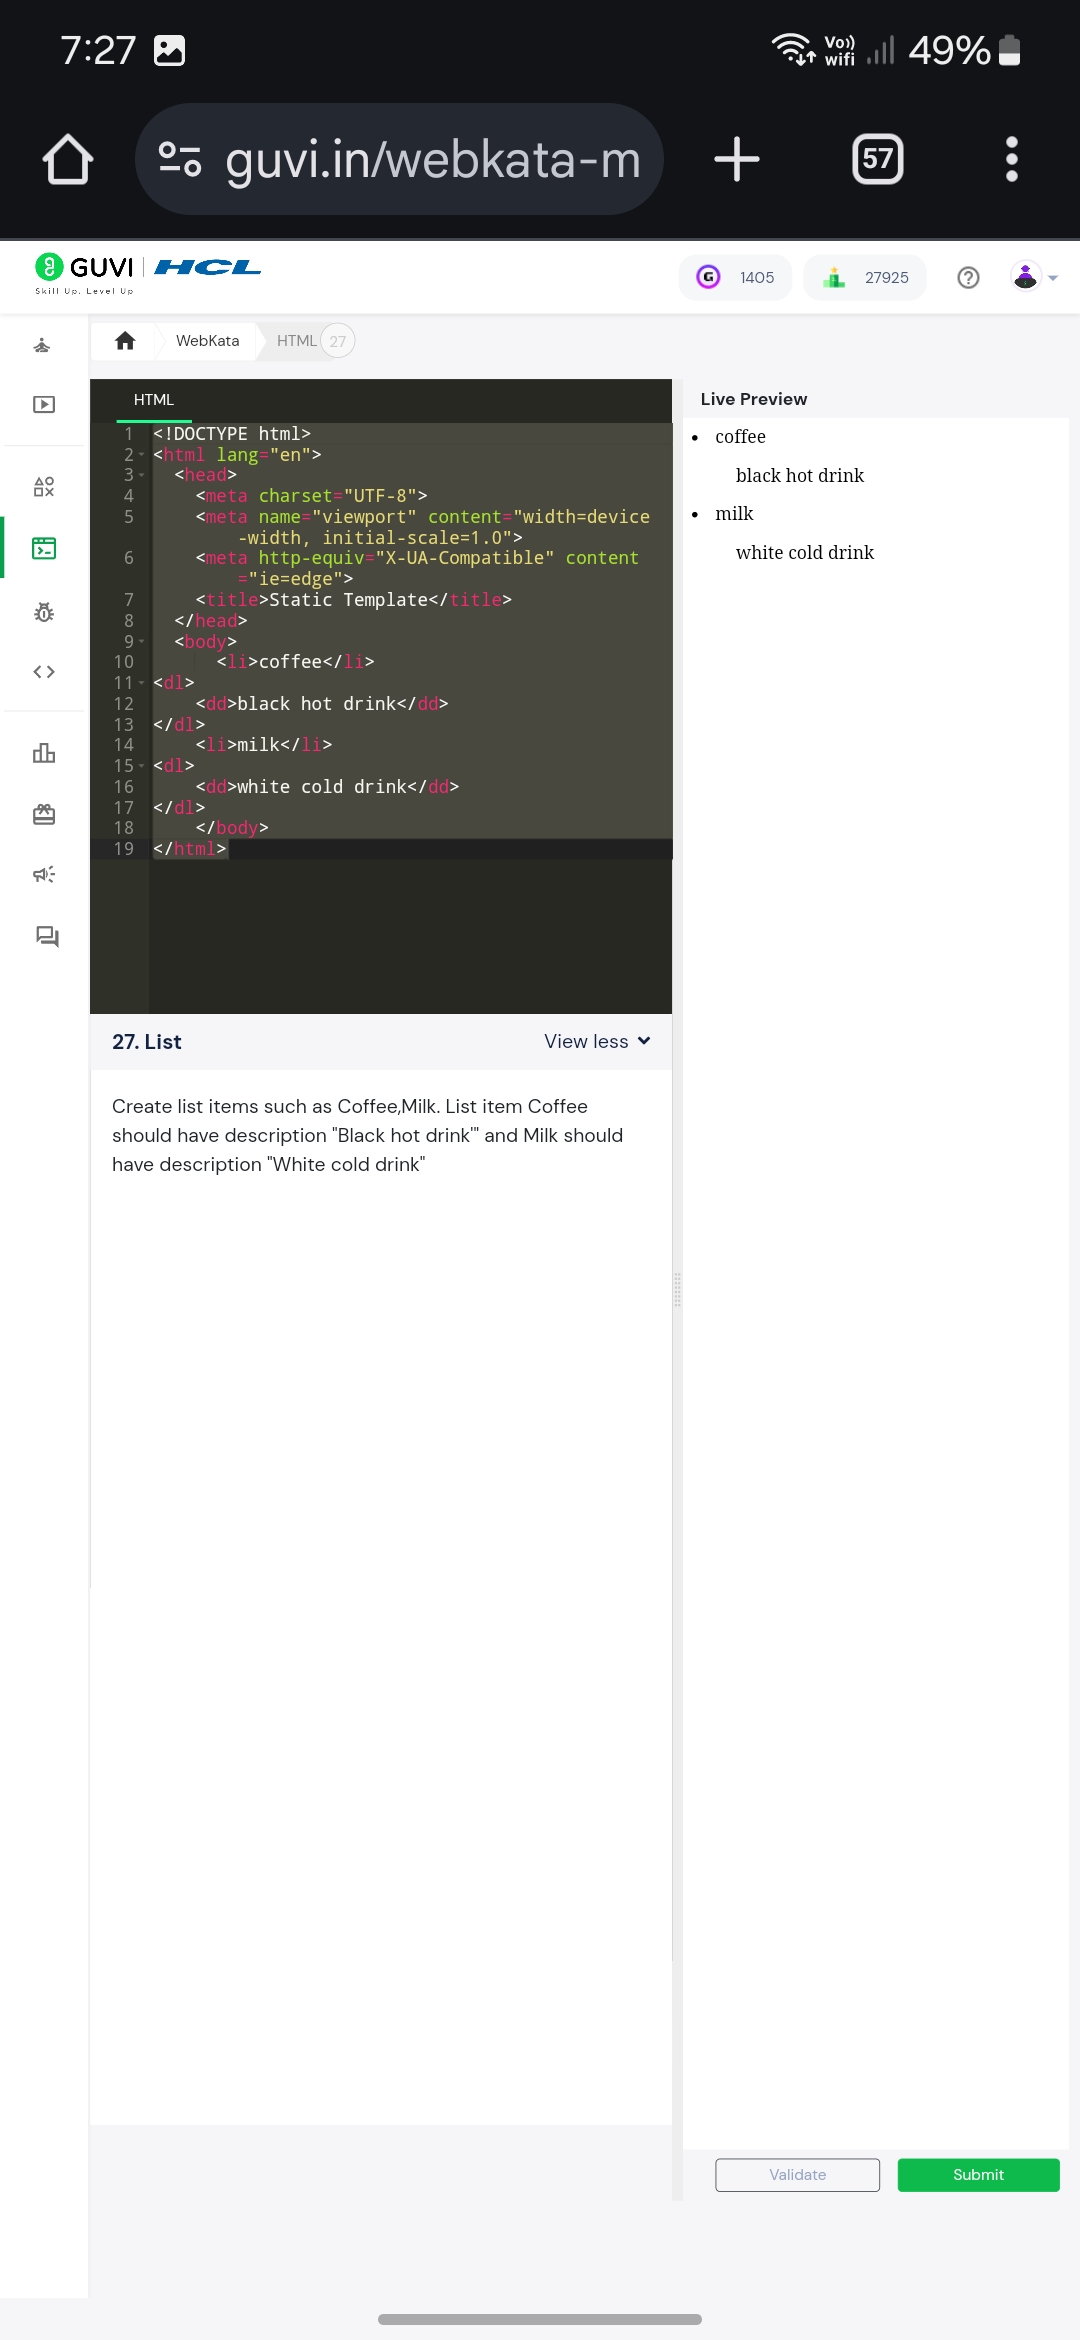 7:27
Vo)) wifi
49%
guvi.in/webkata-m
57
GUVI | HCL
Skill Up. Level Up
G 1405
27925
WebKata
HTML
27
HTML
1 <!DOCTYPE html>
2 <html lang="en">
3 <head>
4 <meta charset="UTF-8">
5 <meta name="viewport" content="width=device
-width, initial-scale=1.0">
6 <meta http-equiv="X-UA-Compatible" content
="ie=edge">
7 <title>Static Template</title>
8 </head>
9 <body>
10 <li>coffee</li>
11 <dl>
12 <dd>black hot drink</dd>
13 </dl>
14 <li>milk</li>
15 <dl>
16 <dd>white cold drink</dd>
17 </dl>
18 </body>
19 </html>
27. List
View less
Create list items such as Coffee,Milk. List item Coffee
should have description "Black hot drink'" and Milk should
have description "White cold drink"
Live Preview
• coffee
black hot drink
• milk
white cold drink
Validate
Submit